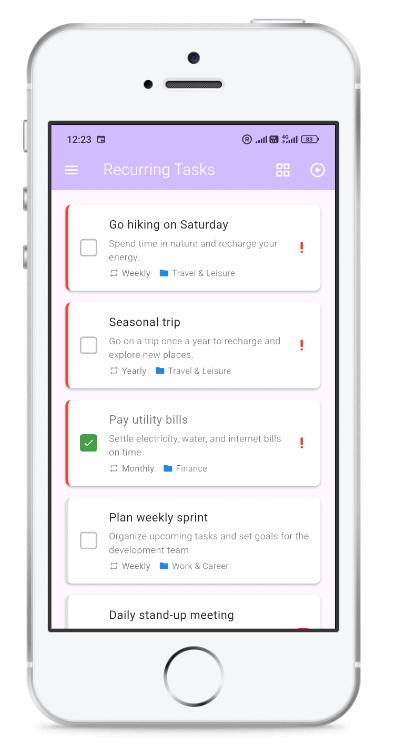 12:23 4G 83
Recurring Tasks
Go hiking on Saturday
Spend time in nature and recharge your
energy.
Weekly Travel & Leisure
Seasonal trip
Go on a trip once a year to recharge and
explore new places.
Yearly Travel & Leisure
Pay utility bills
Settle electricity, water, and internet bills
on time.
Monthly Finance
Plan weekly sprint
Organize upcoming tasks and set goals for the
development team.
Weekly Work & Career
Daily stand-up meeting